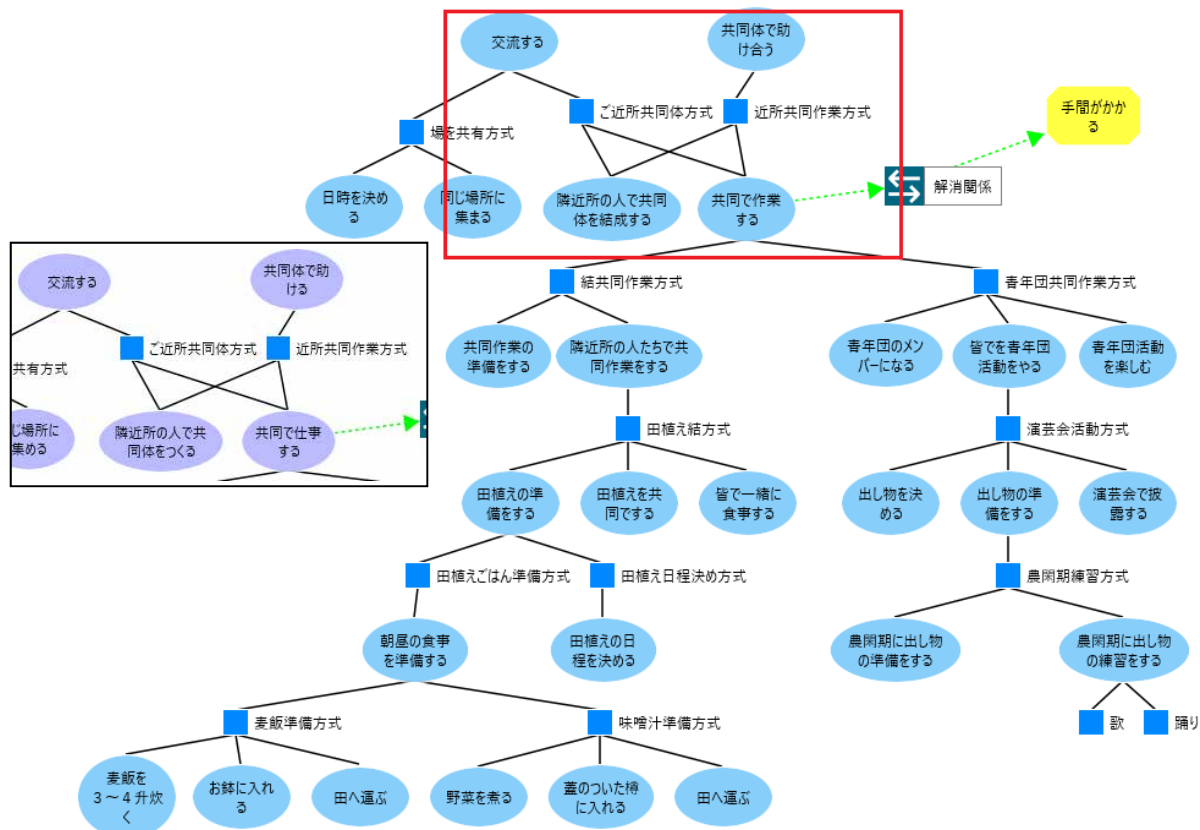 交流する
共同体で助
け合う
手間がかか
る
ご近所共同体方式
近所共同作業方式
場を共有方式
解消関係
日時を決め
る
同じ場所に
集まる
隣近所の人で共同
体を結成する
共同で作業
する
交流する
共同体で助
ける
ご近所共同体方式
近所共同作業方式
共有方式
じ場所に
集める
隣近所の人で共
同体をつくる
共同で仕事
する
結共同作業方式
青年団共同作業方式
共同作業の
準備をする
隣近所の人たちで共
同作業をする
青年団のメン
バーになる
皆でを青年団
活動をやる
青年団活動
を楽しむ
田植え結方式
演芸会活動方式
田植えの準
備をする
田植えを共
同でする
皆で一緒に
食事する
出し物を決
める
出し物の準
備をする
演芸会で披
露する
田植えごはん準備方式
田植え日程決め方式
農閑期練習方式
朝昼の食事
を準備する
田植えの日
程を決める
農閑期に出し物
の準備をする
農閑期に出し物
の練習をする
麦飯準備方式
味噌汁準備方式
歌
踊り
麦飯を
３～４升炊
く
お鉢に入れ
る
田へ運ぶ
野菜を煮る
蓋のついた樽
に入れる
田へ運ぶ